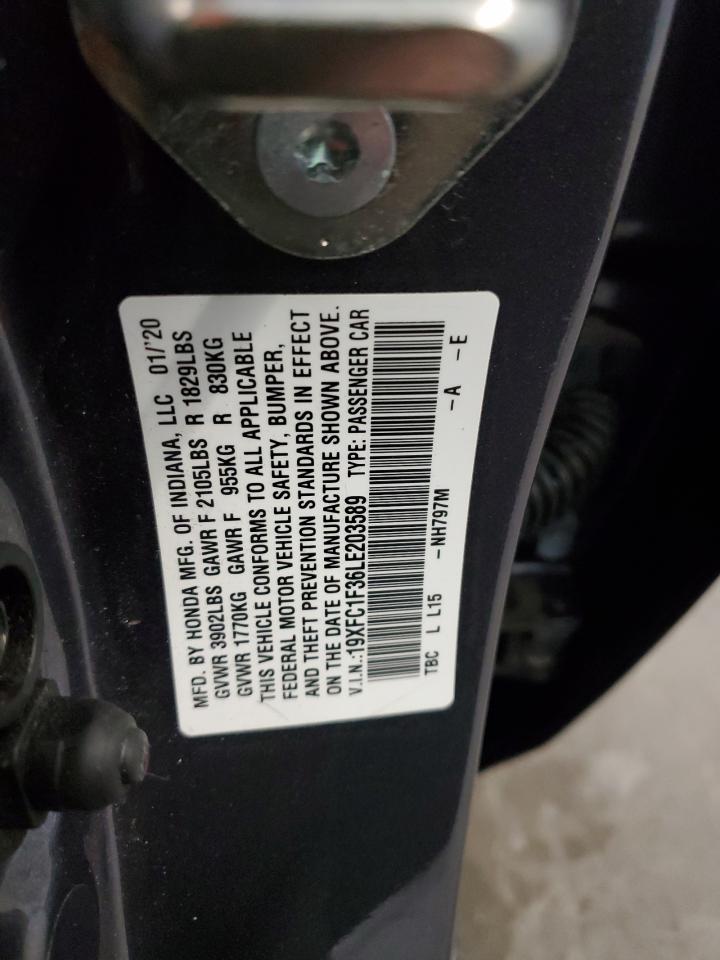 MFD. BY HONDA MFG. OF INDIANA, LLC 01/'20
GVWR 3902LBS GAWR F 2105LBS R 1829LBS
GVWR 1770KG GAWR F 955KG R 830KG
THIS VEHICLE CONFORMS TO ALL APPLICABLE
FEDERAL MOTOR VEHICLE SAFETY, BUMPER,
AND THEFT PREVENTION STANDARDS IN EFFECT
ON THE DATE OF MANUFACTURE SHOWN ABOVE.
V.I.N.:19XFC1F36LE203589 TYPE: PASSENGER CAR
TBC L L15 -NH797M -A -E